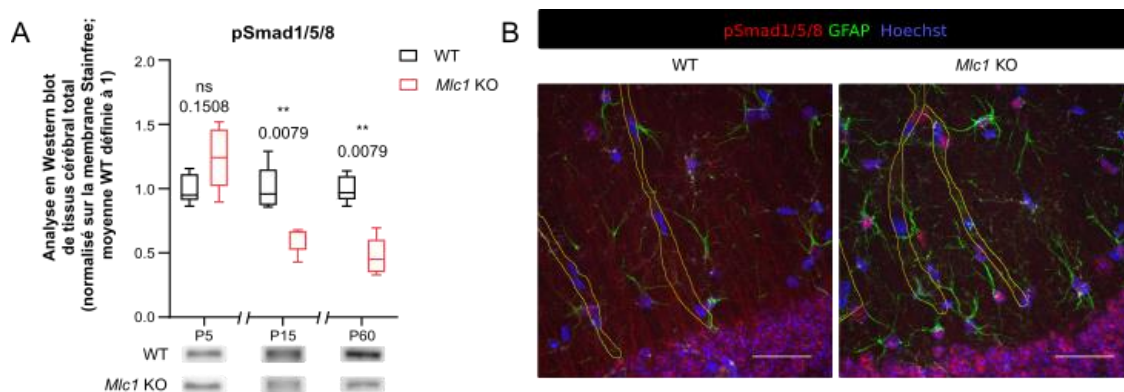 A
pSmad1/5/8
WT
Mlc1 KO
Analyse en Western blot
de tissus cérébral total
(normalisé sur la membrane Stainfree;
moyenne WT définie à 1)
2.0
1.5
1.0
0.5
0.0
ns
0.1508
**
0.0079
**
0.0079
P5
P15
P60
WT
Mlc1 KO
B
pSmad1/5/8 GFAP Hoechst
WT
Mlc1 KO